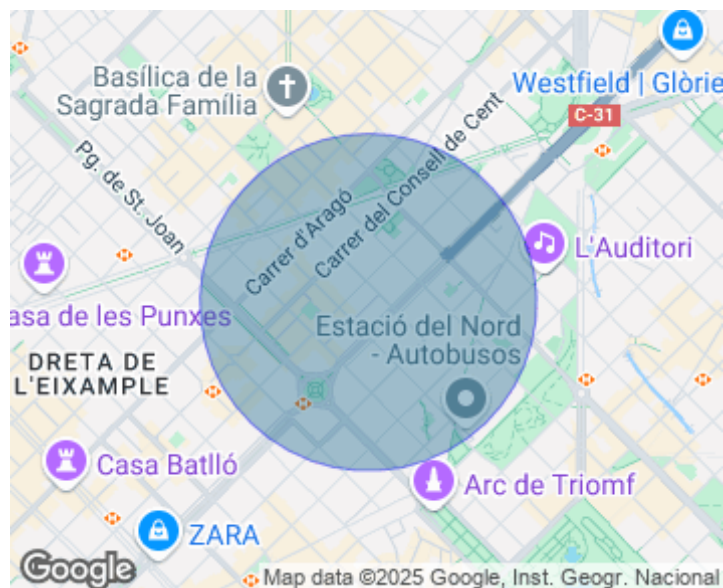 Basílica de la
Sagrada Família
Westfield | Glòrie
C-31
Pg. de St. Joan
Carrer d'Aragó
Carrer del Consell de Cent
L'Auditori
asa de les Punxes
Estació del Nord
- Autobusos
DRETA DE
L'EIXAMPLE
Casa Batlló
Arc de Triomf
ZARA
Google
Map data ©2025 Google, Inst. Geogr. Nacional